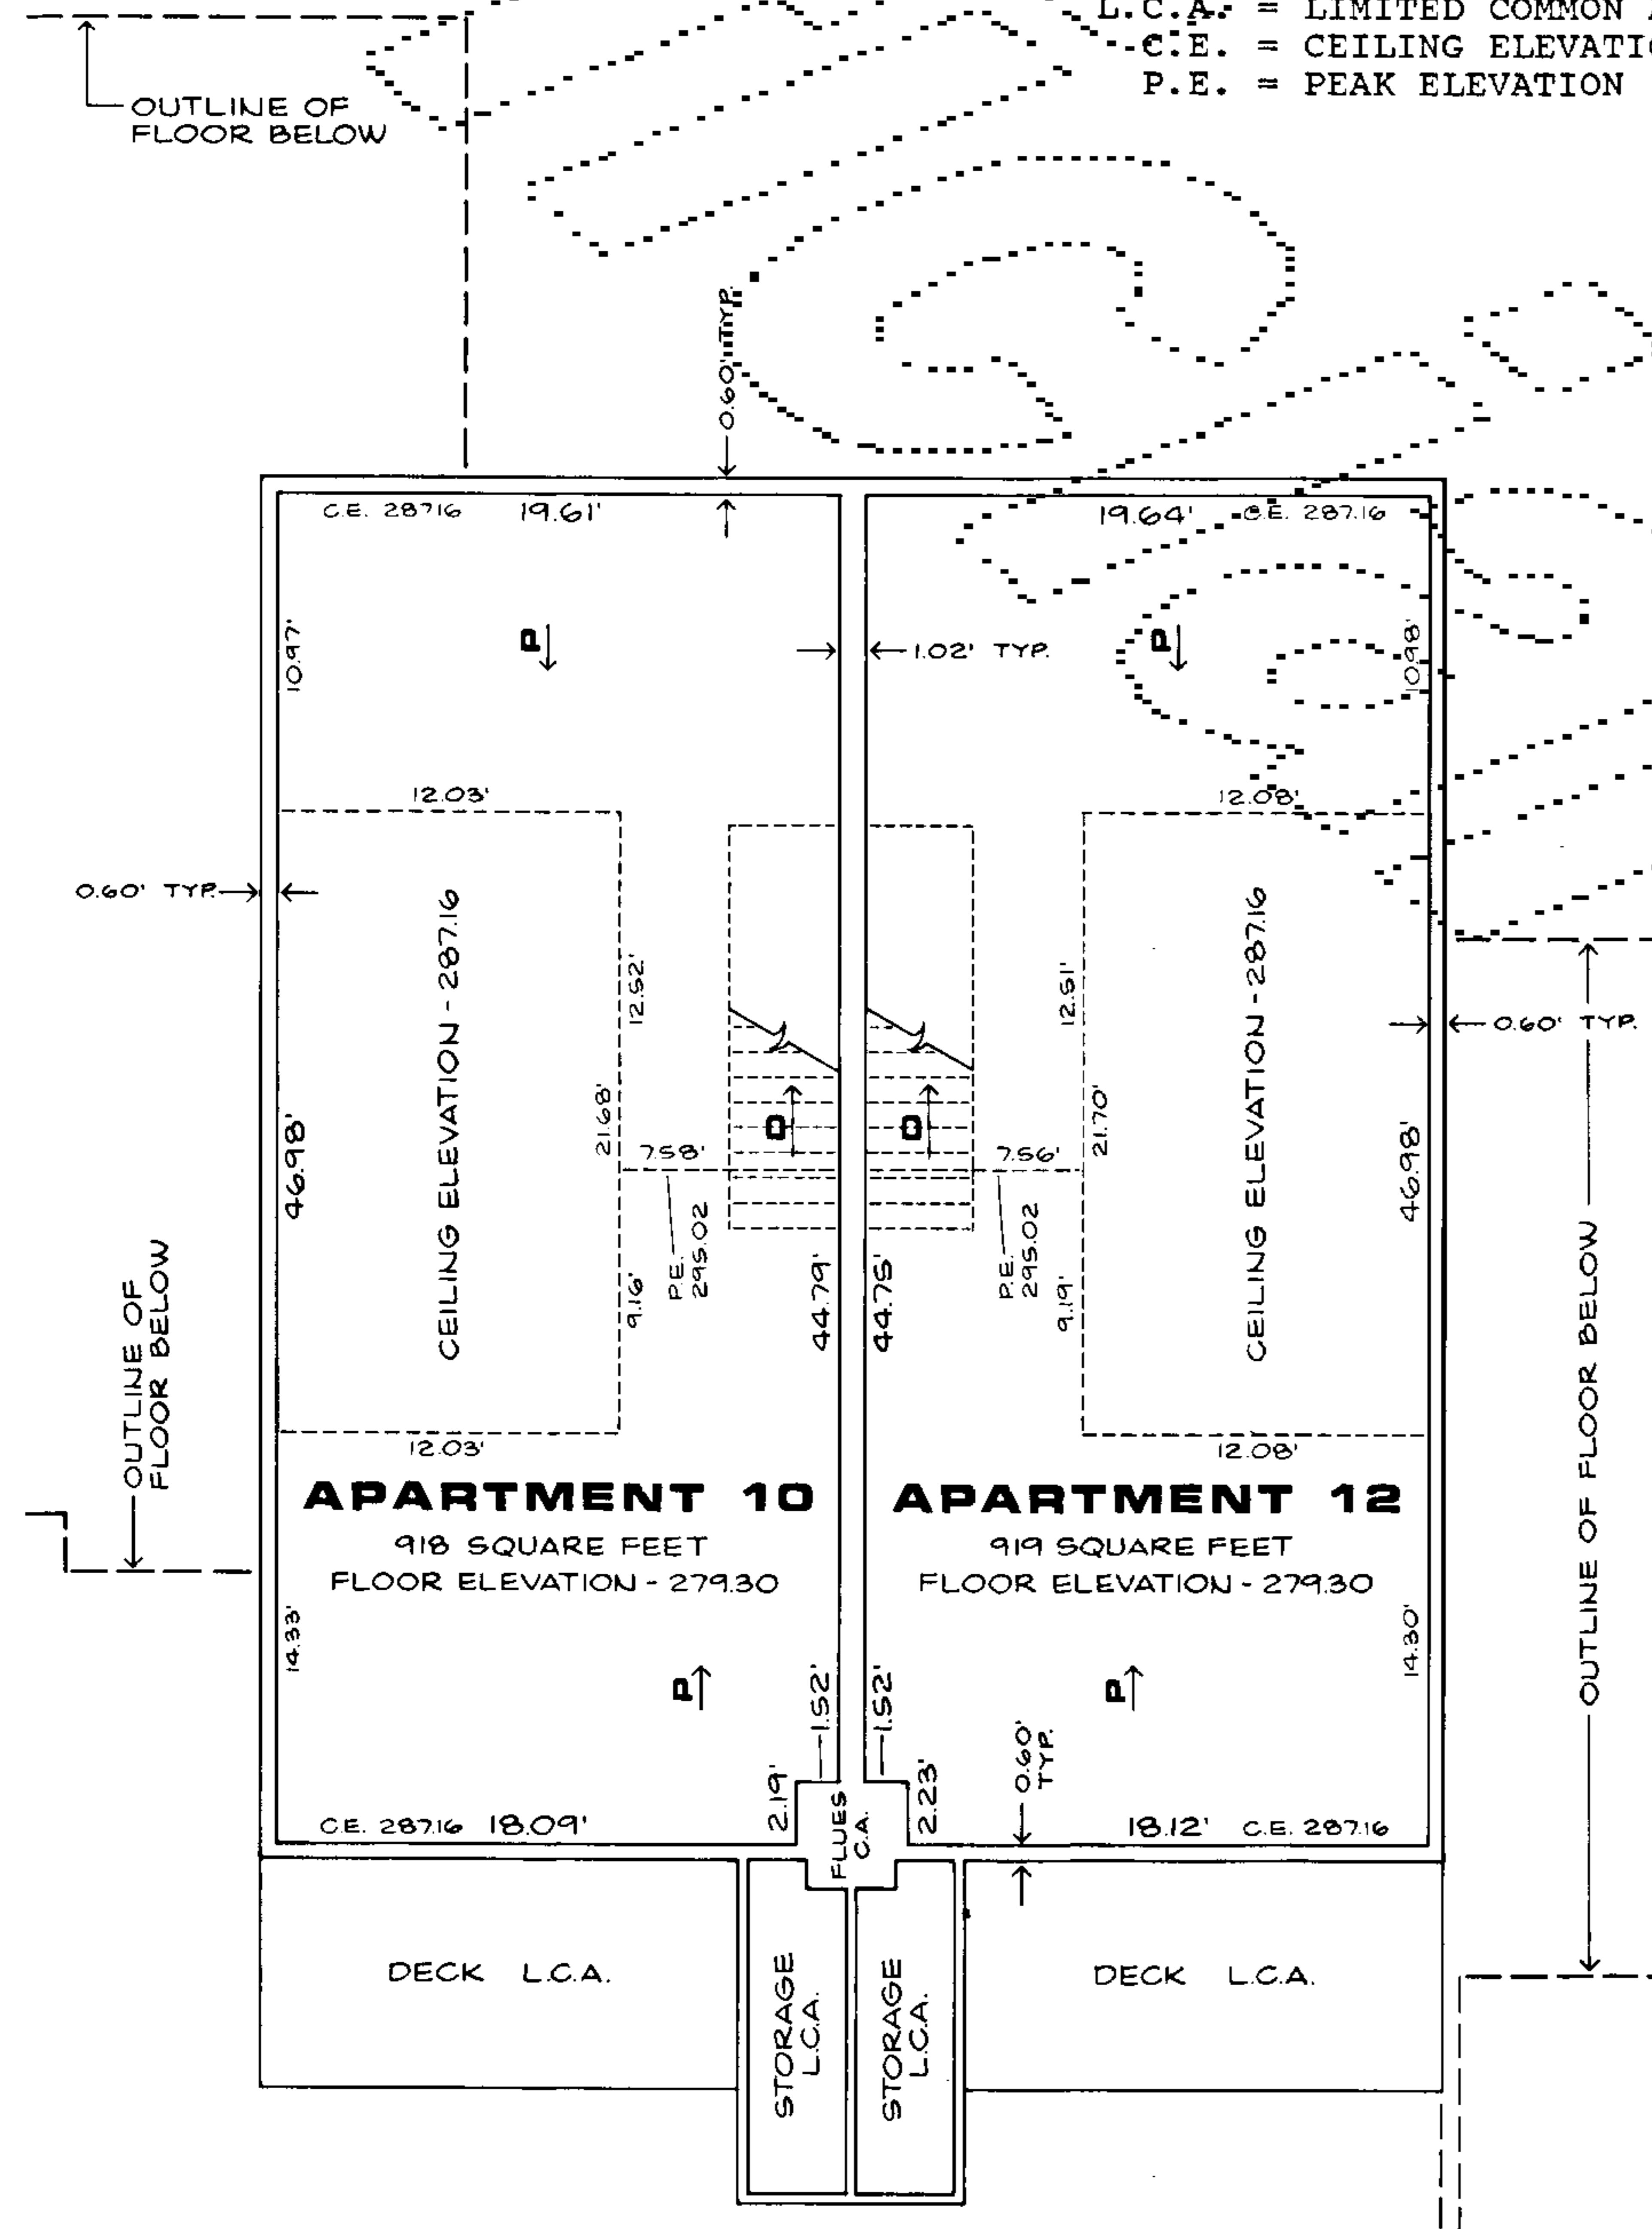 L.C.A. = LIMITED COMMON
C.E. = CEILING
P.E. = PEAK ELEVATION
OUTLINE OF
FLOOR BELOW
0.60' TYP.
C.E. 287.16
19.61'
19.64'
C.E. 287.16
10.97'
P
1.02' TYP.
P
10.98'
12.03'
12.08'
0.60' TYP.
CEILING ELEVATION - 287.16
12.52'
12.51'
CEILING ELEVATION - 287.16
0.60' TYP.
46.98'
21.68'
D
D
21.70'
46.98'
7.58'
7.56'
P.E.
295.02
P.E.
295.02
9.16'
44.79'
44.75'
9.19'
OUTLINE OF
FLOOR BELOW
OUTLINE OF FLOOR BELOW
12.03'
12.08'
APARTMENT 10
918 SQUARE FEET
FLOOR ELEVATION - 279.30
APARTMENT 12
919 SQUARE FEET
FLOOR ELEVATION - 279.30
14.33'
14.30'
P
P
1.52'
1.52'
0.60'
TYP.
2.19'
2.23'
FLUES
C.A.
C.E. 287.16
18.09'
18.12'
C.E. 287.16
DECK L.C.A.
STORAGE
L.C.A.
STORAGE
L.C.A.
DECK L.C.A.